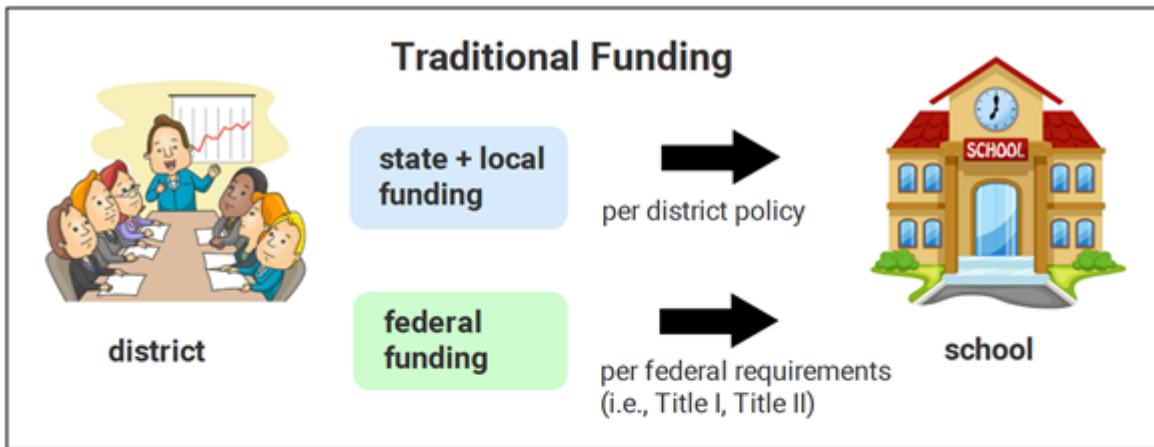 Traditional Funding
state + local
funding
per district policy
SCHOOL
federal
funding
per federal requirements
(i.e., Title I, Title II)
district
school